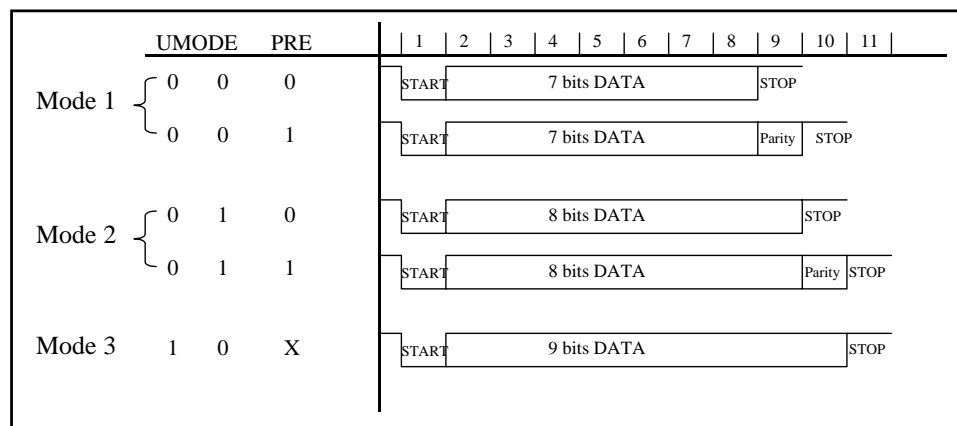 UMODE PRE 1 2 3 4 5 6 7 8 9 10 11
Mode 1
0 0 0 START 7 bits DATA STOP
0 0 1 START 7 bits DATA Parity STOP
Mode 2
0 1 0 START 8 bits DATA STOP
0 1 1 START 8 bits DATA Parity STOP
Mode 3 1 0 X START 9 bits DATA STOP